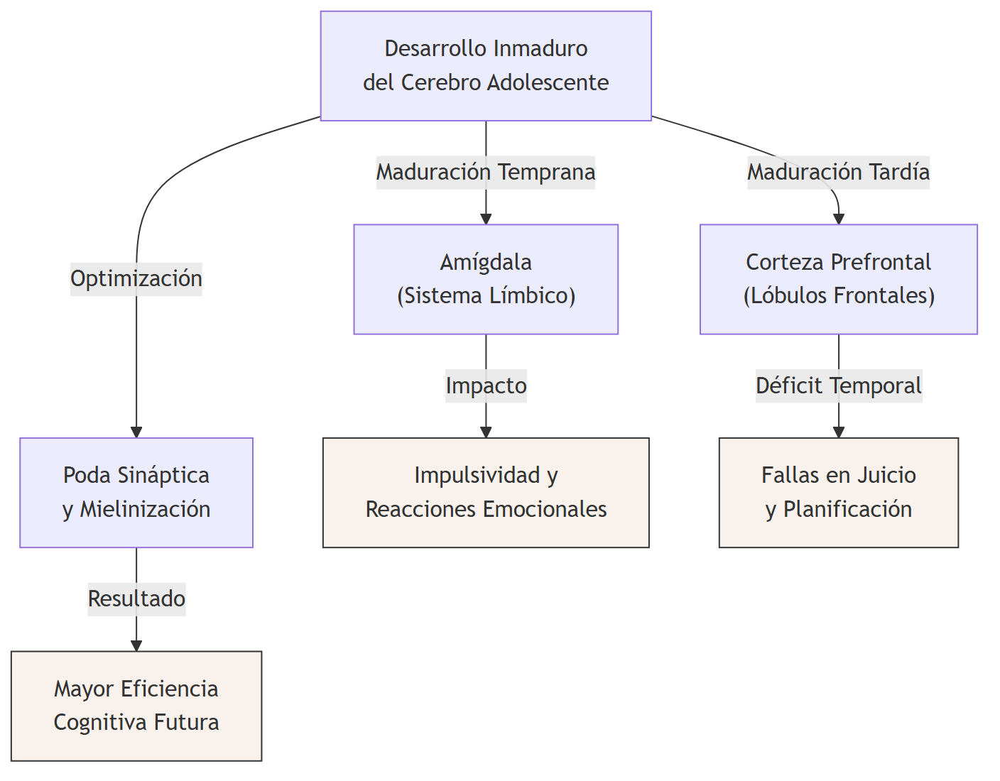 Desarrollo Inmaduro
del Cerebro Adolescente
Maduración Temprana
Maduración Tardía
Amígdala
(Sistema Límbico)
Corteza Prefrontal
(Lóbulos Frontales)
Optimización
Impacto
Déficit Temporal
Poda Sináptica
y Mielinización
Impulsividad y
Reacciones Emocionales
Fallas en Juicio
y Planificación
Resultado
Mayor Eficiencia
Cognitiva Futura